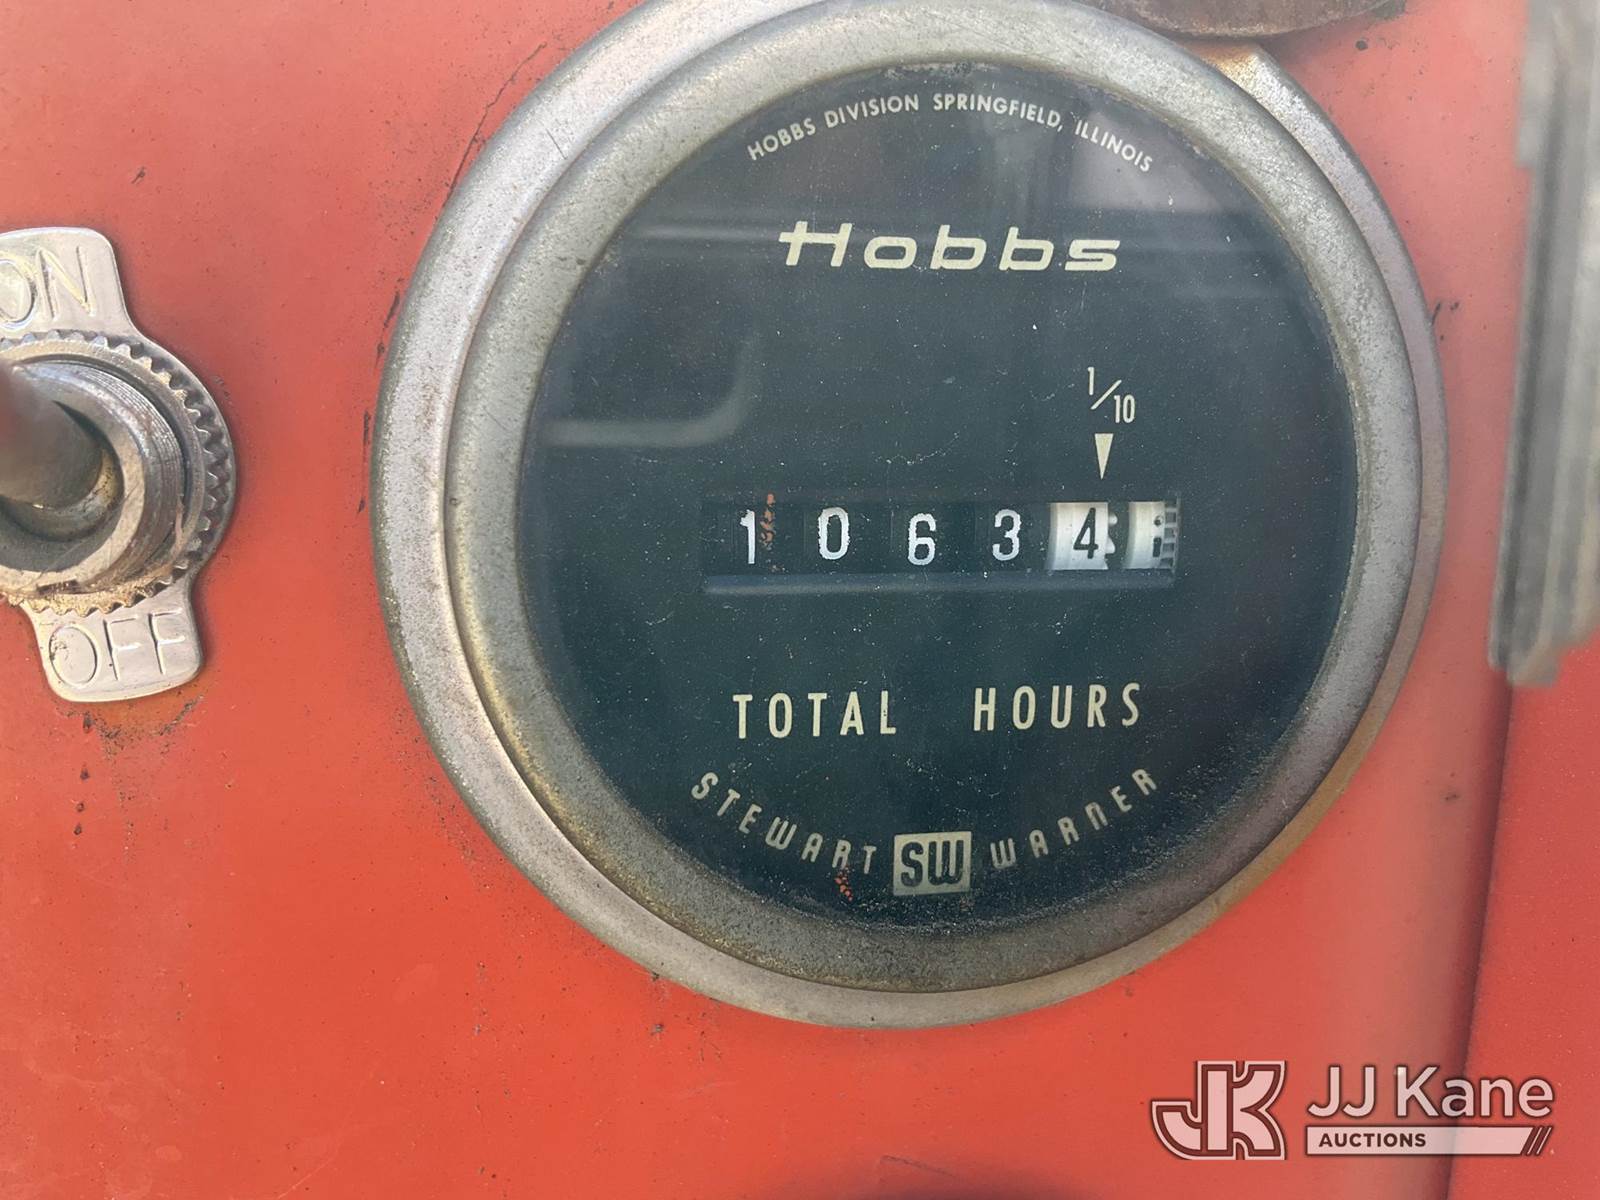 HOBBS DIVISION SPRINGFIELD, ILLINOIS
Hobbs
1/10
1 0 6 3 4
TOTAL HOURS
STEWART SW WARNER
ON
OFF
JK JJ Kane
AUCTIONS